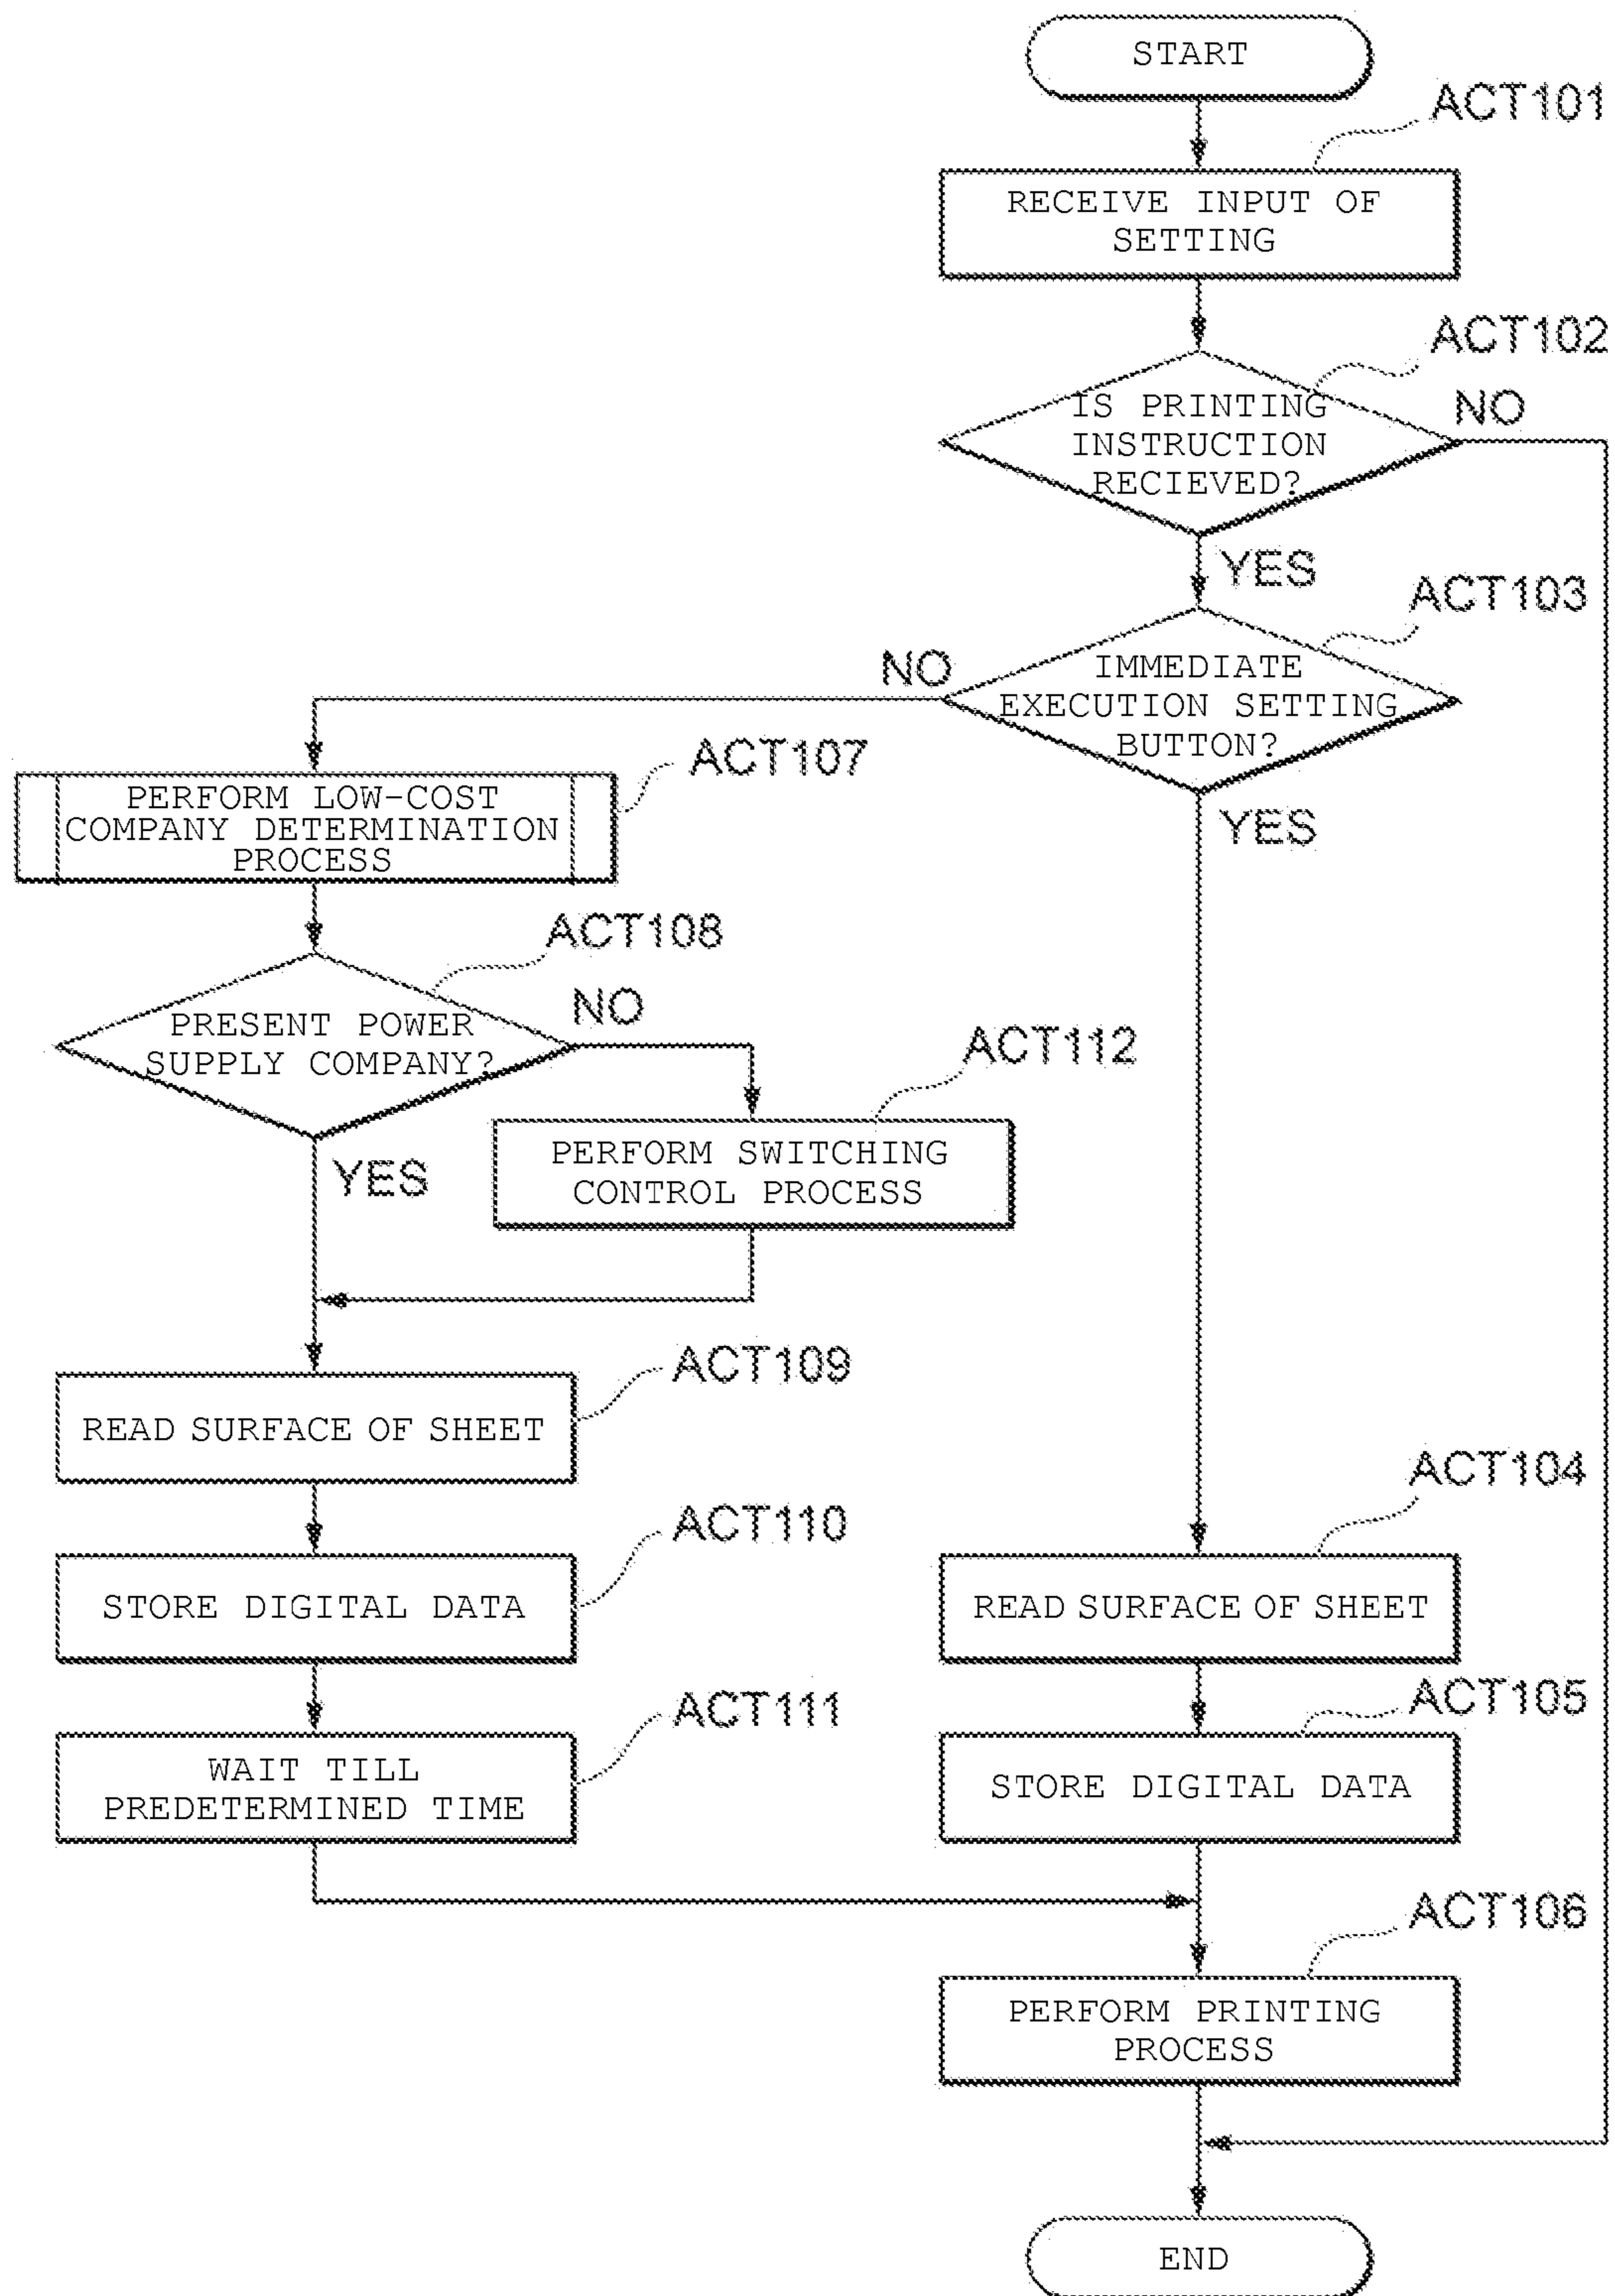 START
ACT101
RECEIVE INPUT OF
SETTING
ACT102
IS PRINTING
INSTRUCTION
RECIEVED?
NO
YES
ACT103
IMMEDIATE
EXECUTION SETTING
BUTTON?
NO
YES
ACT107
PERFORM LOW-COST
COMPANY DETERMINATION
PROCESS
ACT108
PRESENT POWER
SUPPLY COMPANY?
NO
YES
ACT112
PERFORM SWITCHING
CONTROL PROCESS
ACT109
READ SURFACE OF SHEET
ACT110
STORE DIGITAL DATA
ACT111
WAIT TILL
PREDETERMINED TIME
ACT104
READ SURFACE OF SHEET
ACT105
STORE DIGITAL DATA
ACT106
PERFORM PRINTING
PROCESS
END